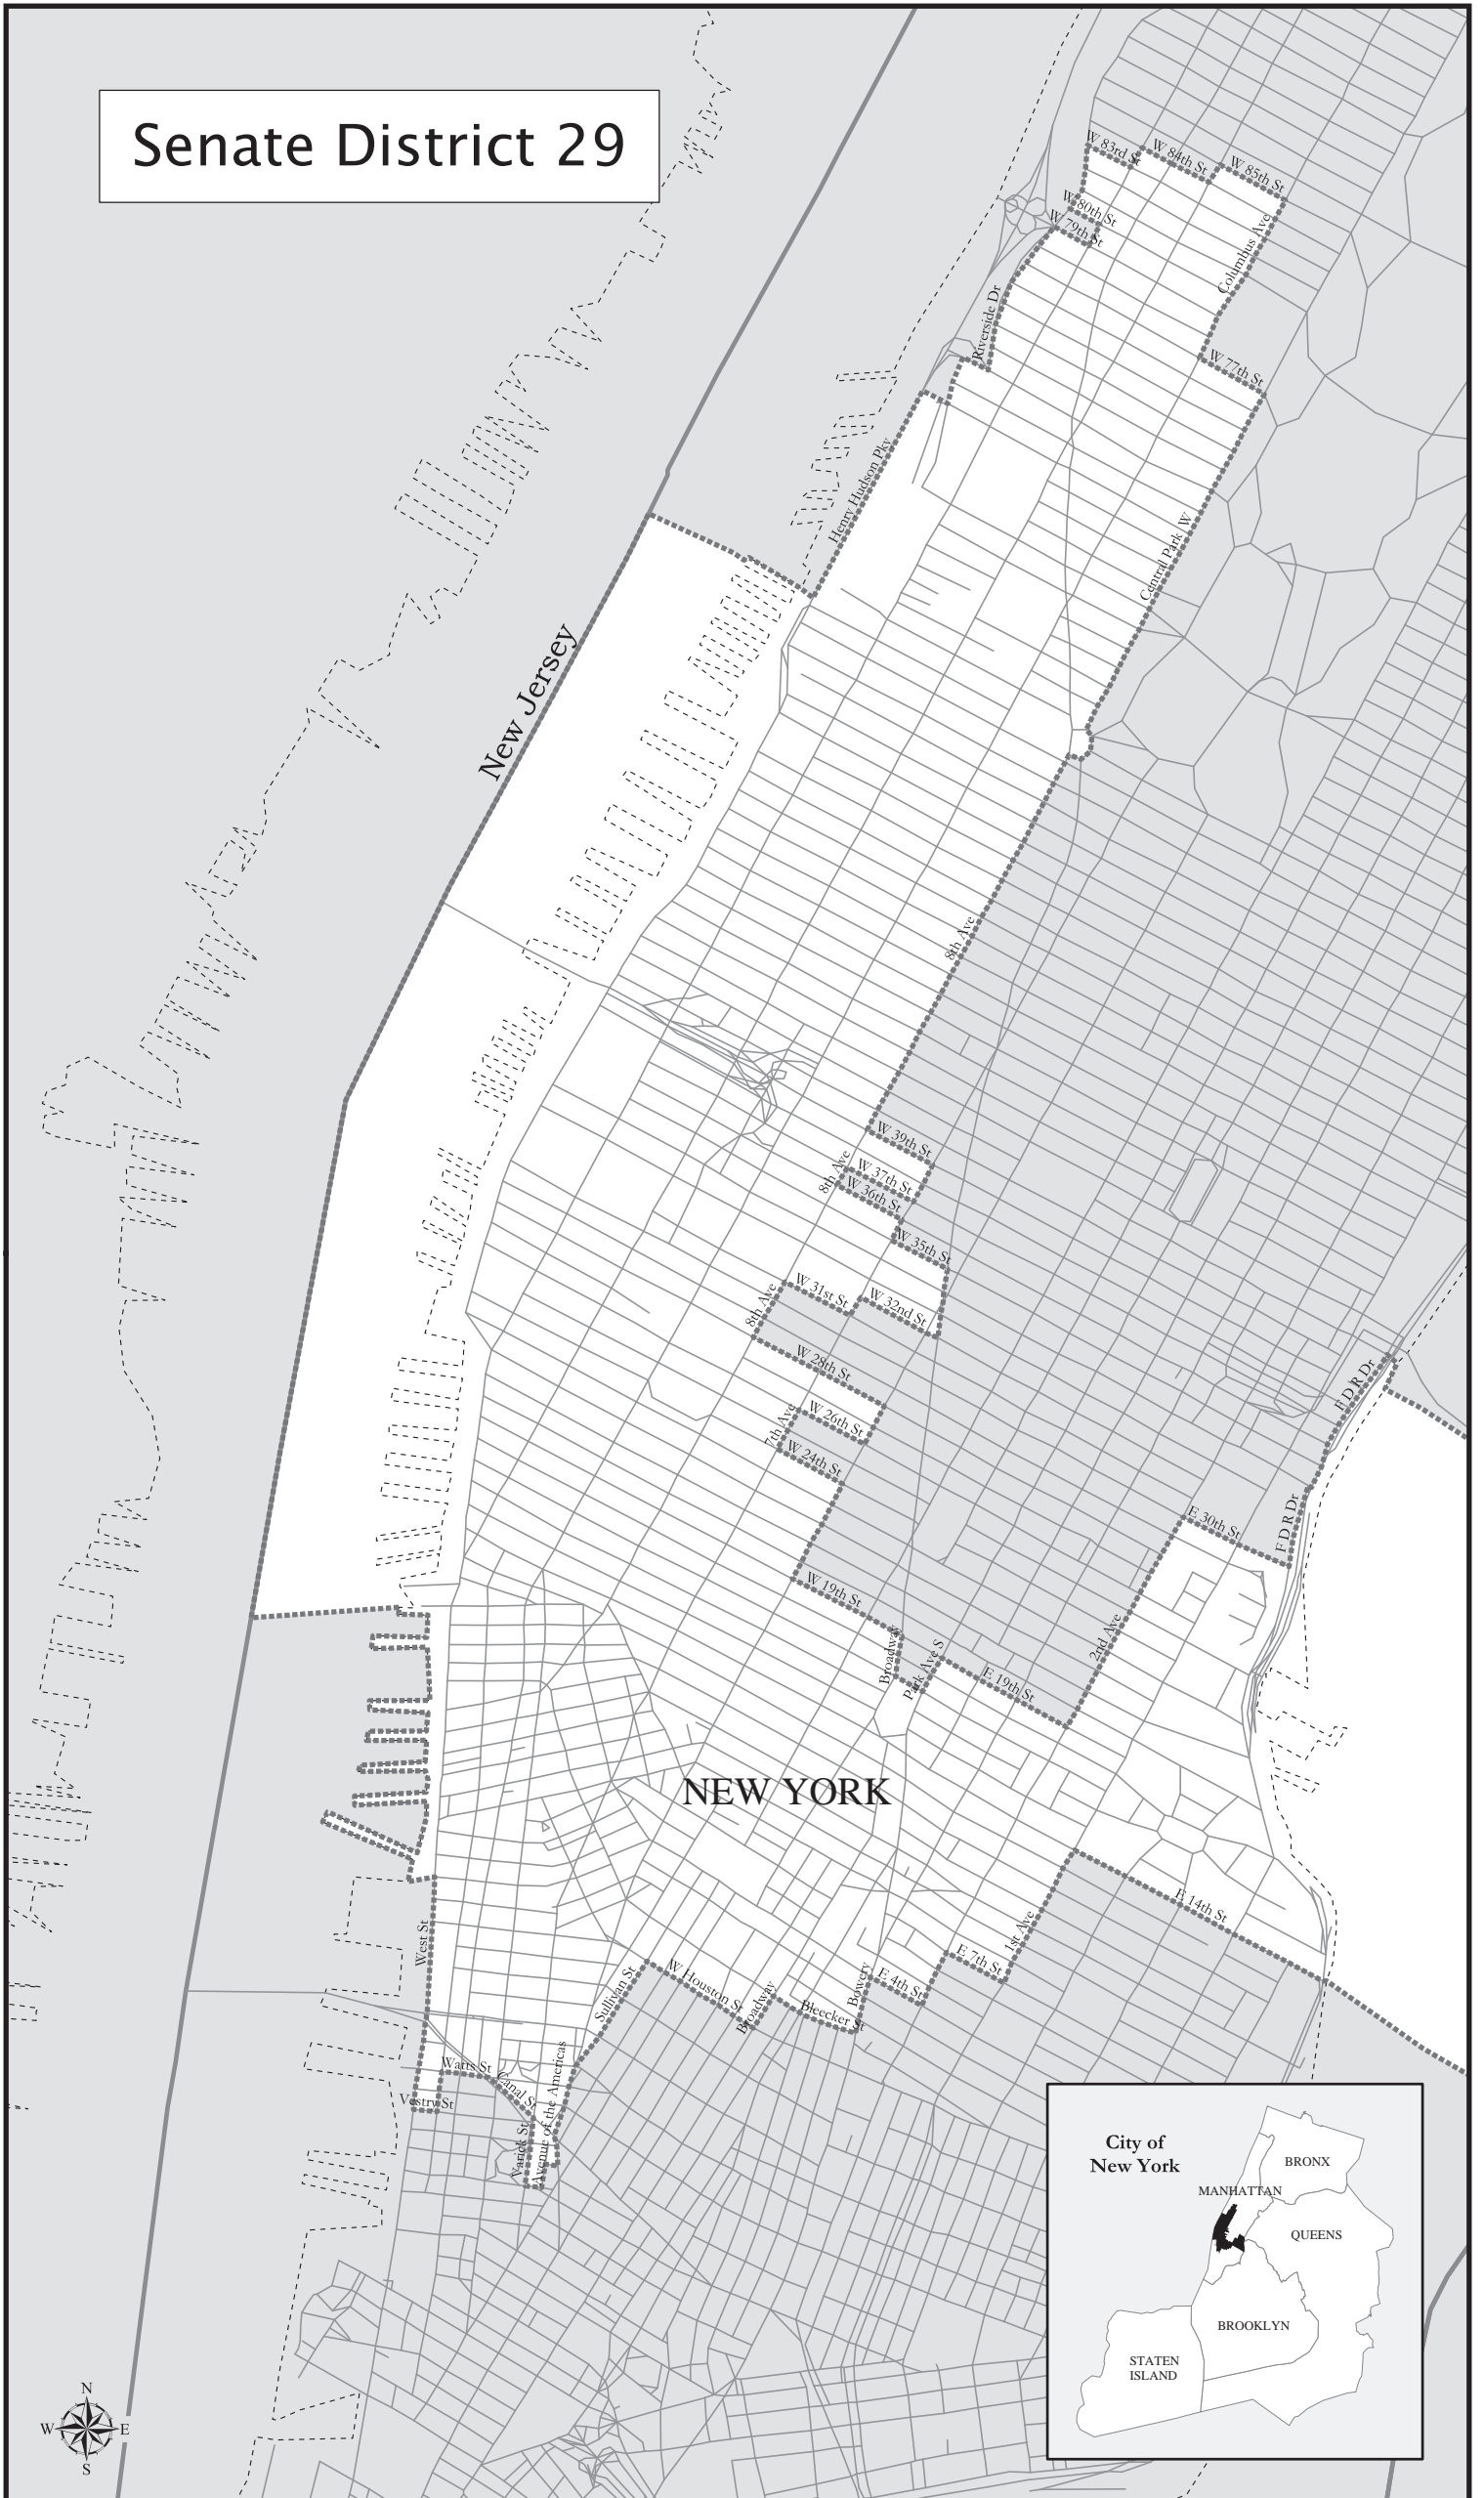 Senate District 29
W 83rd St
W 84th St
W 85th St
W 80th St
W 79th St
Columbus Ave
Riverside Dr
W 77th St
Henry Hudson Pky
Central Park W
New Jersey
8th Ave
W 39th St
8th Ave
W 37th St
W 36th St
W 35th St
8th Ave
W 31st St
W 32nd St
W 28th St
F D R Dr
7th Ave
W 26th St
W 24th St
F D R Dr
E 30th St
W 19th St
2nd Ave
Broadway
Park Ave S
E 19th St
NEW YORK
E 14th St
West St
1st Ave
E 7th St
Sullivan St
W Houston St
Bowery
E 4th St
Broadway
Bleecker St
Watts St
Canal St
Avenue of the Americas
Vestry St
Varick St
City of
New York
BRONX
MANHATTAN
QUEENS
BROOKLYN
STATEN
ISLAND
N
W
E
S